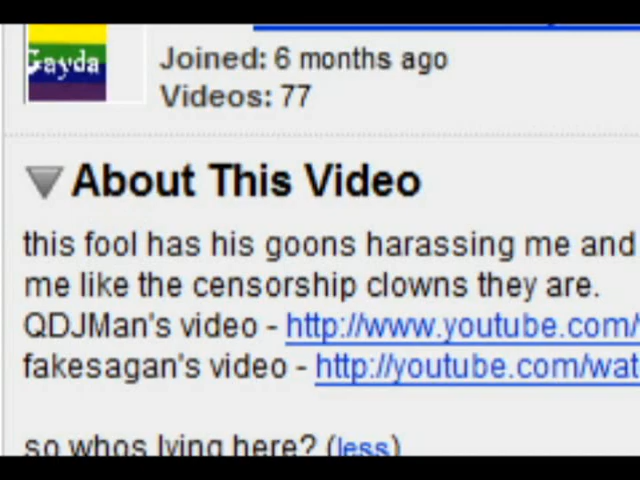 Gayda
Joined: 6 months ago
Videos: 77
About This Video
this fool has his goons harassing me and
me like the censorship clowns they are.
QDJMan's video - http://www.youtube.com/
fakesagan's video - http://youtube.com/wat
so whos lying here? (less)